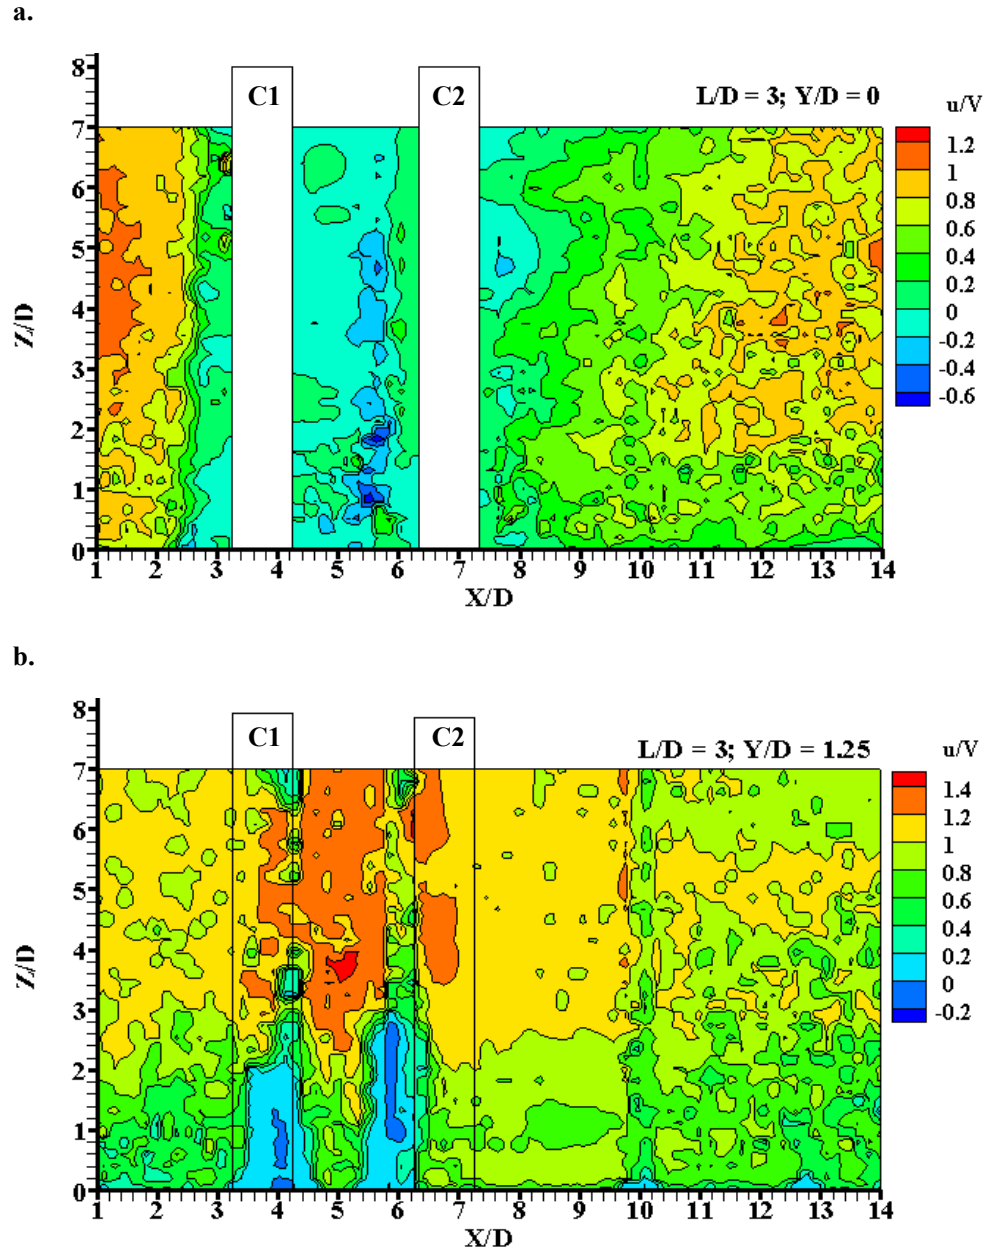 a.
C1
C2
L/D = 3; Y/D = 0
u/V
1.2
1
0.8
0.6
0.4
0.2
0
-0.2
-0.4
-0.6
8
7
6
5
4
3
2
1
0
Z/D
1 2 3 4 5 6 7 8 9 10 11 12 13 14
X/D
b.
C1
C2
L/D = 3; Y/D = 1.25
u/V
1.4
1.2
1
0.8
0.6
0.4
0.2
0
-0.2
8
7
6
5
4
3
2
1
0
Z/D
1 2 3 4 5 6 7 8 9 10 11 12 13 14
X/D